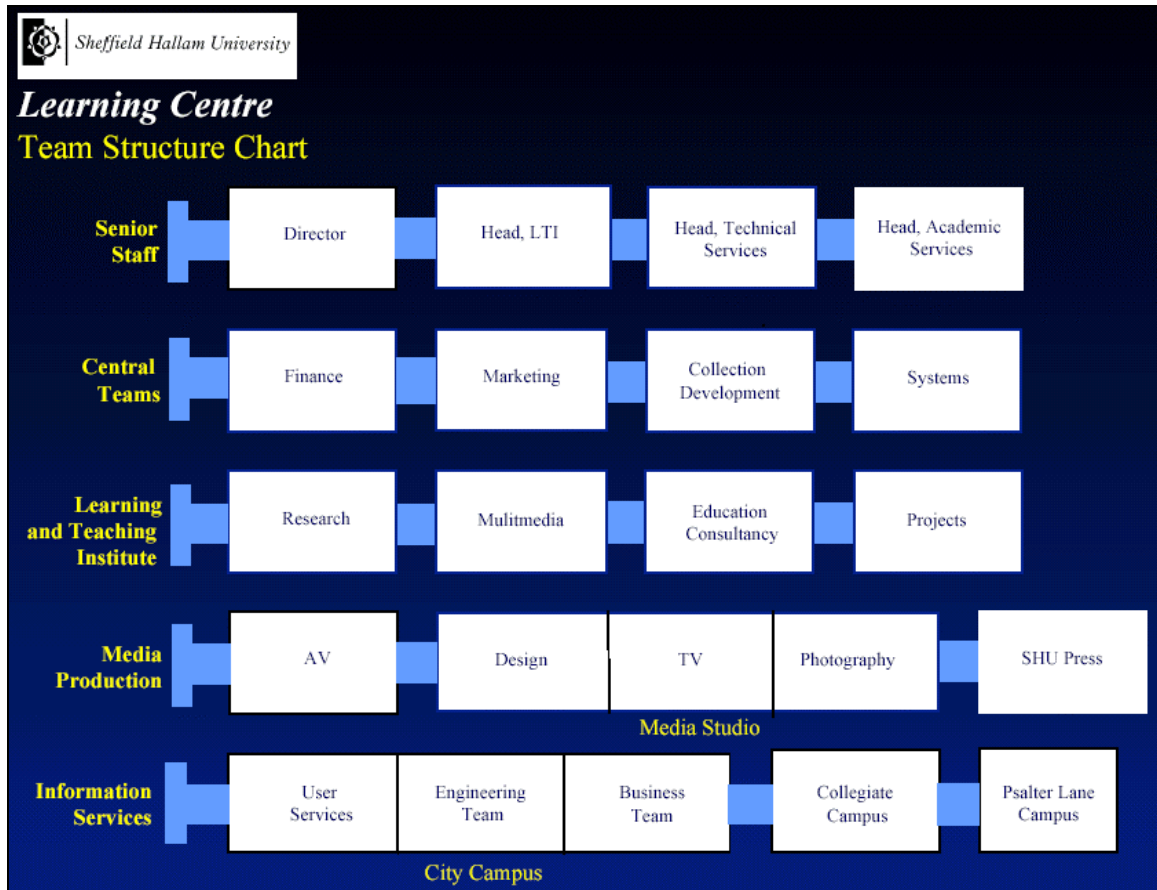 Sheffield Hallam University
Learning Centre
Team Structure Chart
Senior
Staff
Director
Head, LTI
Head, Technical
Services
Head, Academic
Services
Central
Teams
Finance
Marketing
Collection
Development
Systems
Learning
and Teaching
Institute
Research
Mulitmedia
Education
Consultancy
Projects
Media
Production
AV
Design
TV
Photography
SHU Press
Media Studio
Information
Services
User
Services
Engineering
Team
Business
Team
Collegiate
Campus
Psalter Lane
Campus
City Campus